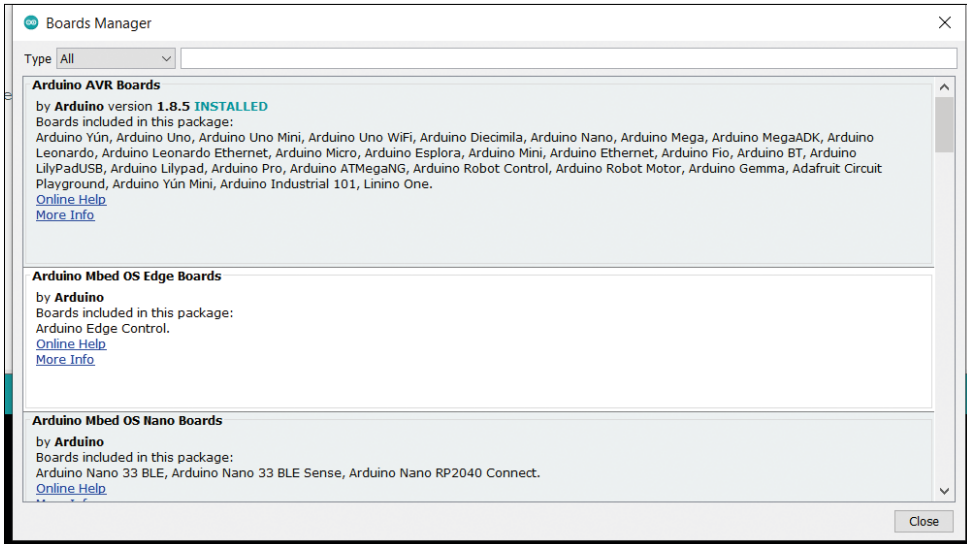 Boards Manager
Type All
Arduino AVR Boards
by Arduino version 1.8.5 INSTALLED
Boards included in this package:
Arduino Yún, Arduino Uno, Arduino Uno Mini, Arduino Uno WiFi, Arduino Diecimila, Arduino Nano, Arduino Mega, Arduino MegaADK, Arduino
Leonardo, Arduino Leonardo Ethernet, Arduino Micro, Arduino Esplora, Arduino Mini, Arduino Ethernet, Arduino Fio, Arduino BT, Arduino
LilyPadUSB, Arduino Lilypad, Arduino Pro, Arduino ATMegaNG, Arduino Robot Control, Arduino Robot Motor, Arduino Gemma, Adafruit Circuit
Playground, Arduino Yún Mini, Arduino Industrial 101, Linino One.
Online Help
More Info
Arduino Mbed OS Edge Boards
by Arduino
Boards included in this package:
Arduino Edge Control.
Online Help
More Info
Arduino Mbed OS Nano Boards
by Arduino
Boards included in this package:
Arduino Nano 33 BLE, Arduino Nano 33 BLE Sense, Arduino Nano RP2040 Connect.
Online Help
Close